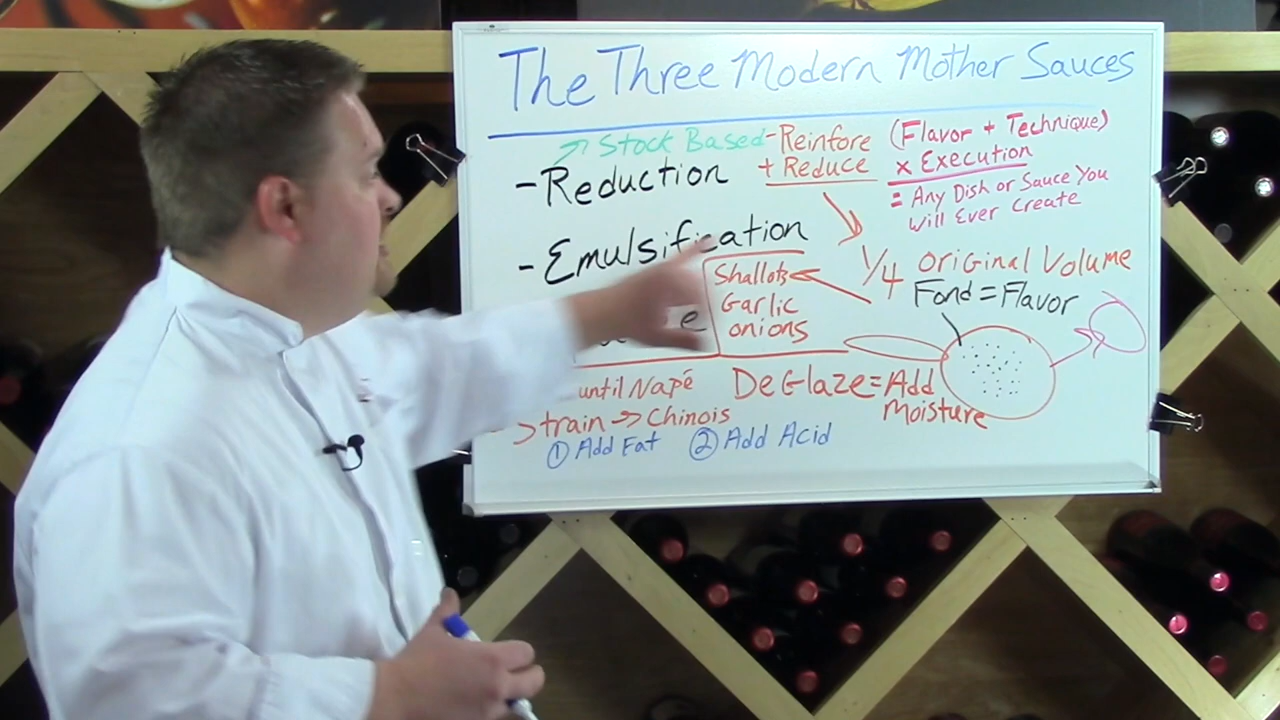 The Three Modern Mother Sauces
Stock Based
-Reduction
-Reinfore
+ Reduce
(Flavor + Technique)
x Execution
= Any Dish or Sauce You
Will Ever Create
-Emulsification
1/4 Original Volume
Fond = Flavor
Shallots
Garlic
onions
until Napé
DeGlaze = Add
Moisture
train → Chinois
① Add Fat ② Add Acid